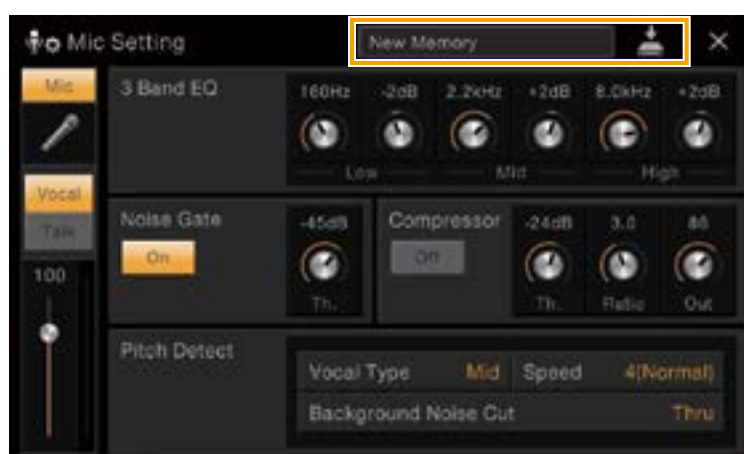 Mic Setting
New Memory
Mic
3 Band EQ
160Hz -2dB 2.2kHz +2dB 8.0kHz +2dB
Low Mid High
Vocal
Talk
Noise Gate
On
-45dB
Th.
Compressor
Off
-24dB 3.0 86
Th. Ratio Out
100
Pitch Detect
Vocal Type Mid Speed 4(Normal)
Background Noise Cut Thru